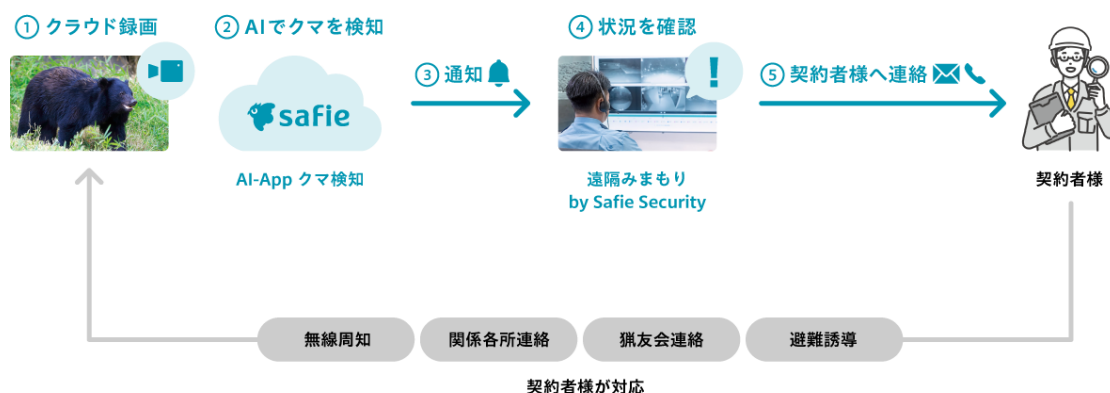 ① クラウド録画
② AIでクマを検知
safie
AI-App クマ検知
③ 通知
④ 状況を確認
!
遠隔みまもり
by Safie Security
⑤ 契約者様へ連絡
契約者様
無線周知
関係各所連絡
猟友会連絡
避難誘導
契約者様が対応